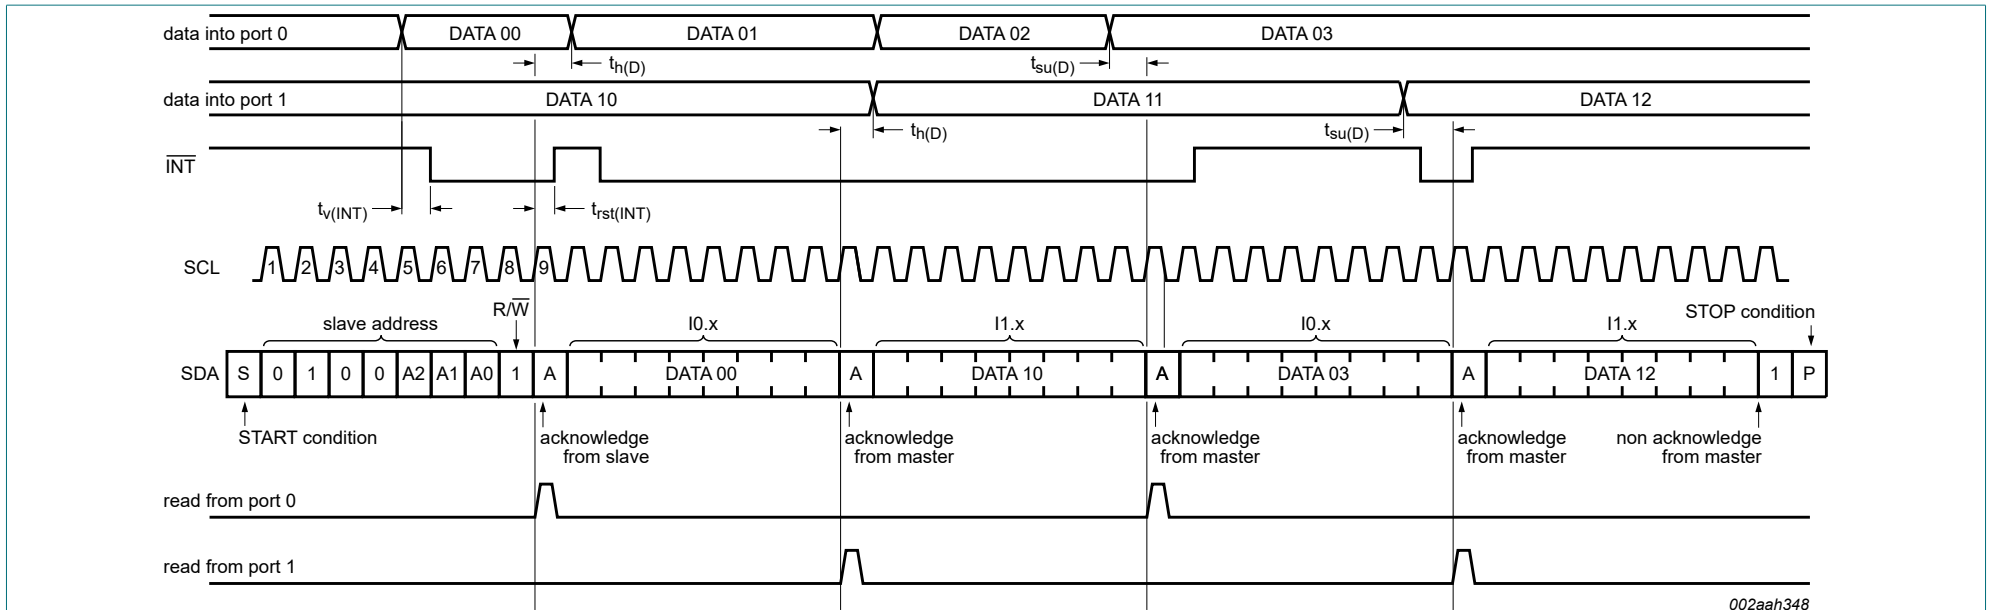 data into port 0 DATA 00 DATA 01 DATA 02 DATA 03
th(D) tsu(D)
data into port 1 DATA 10 DATA 11 DATA 12
th(D) tsu(D)
INT
tv(INT) trst(INT)
SCL 1 2 3 4 5 6 7 8 9
R/W STOP condition
slave address I0.x I1.x I0.x I1.x
SDA S 0 1 0 0 A2 A1 A0 1 A DATA 00 A DATA 10 A DATA 03 A DATA 12 1 P
START condition acknowledge acknowledge acknowledge acknowledge non acknowledge
from slave from master from master from master from master
read from port 0
read from port 1
002aah348